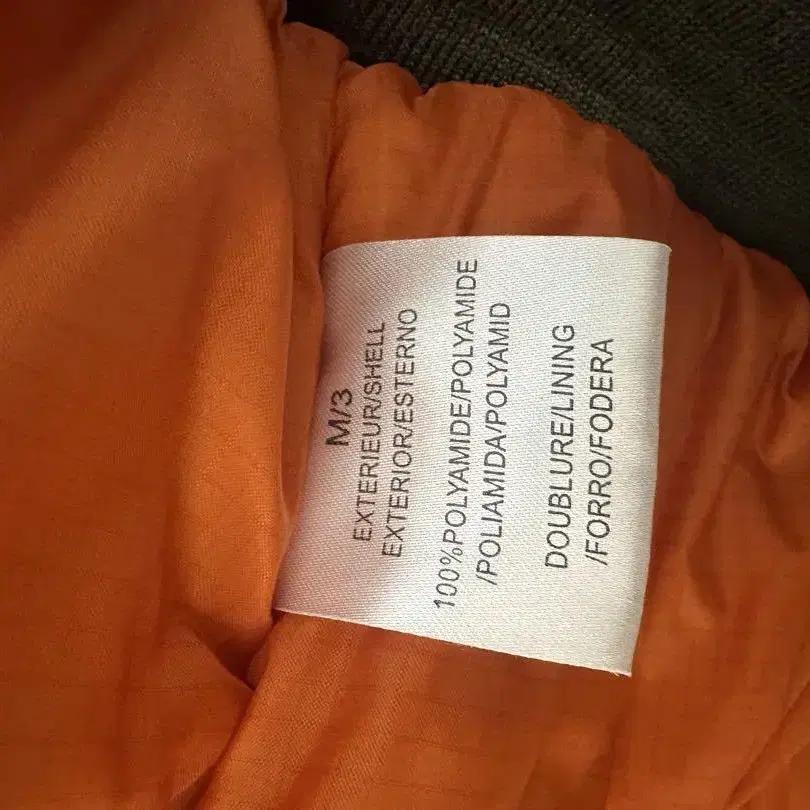 M/3
EXTERIEUR/SHELL
EXTERIOR/ESTERNO
100%POLYAMIDE/POLYAMIDE
/POLIAMIDA/POLYAMID
DOUBLURE/LINING
/FORRO/FODERA